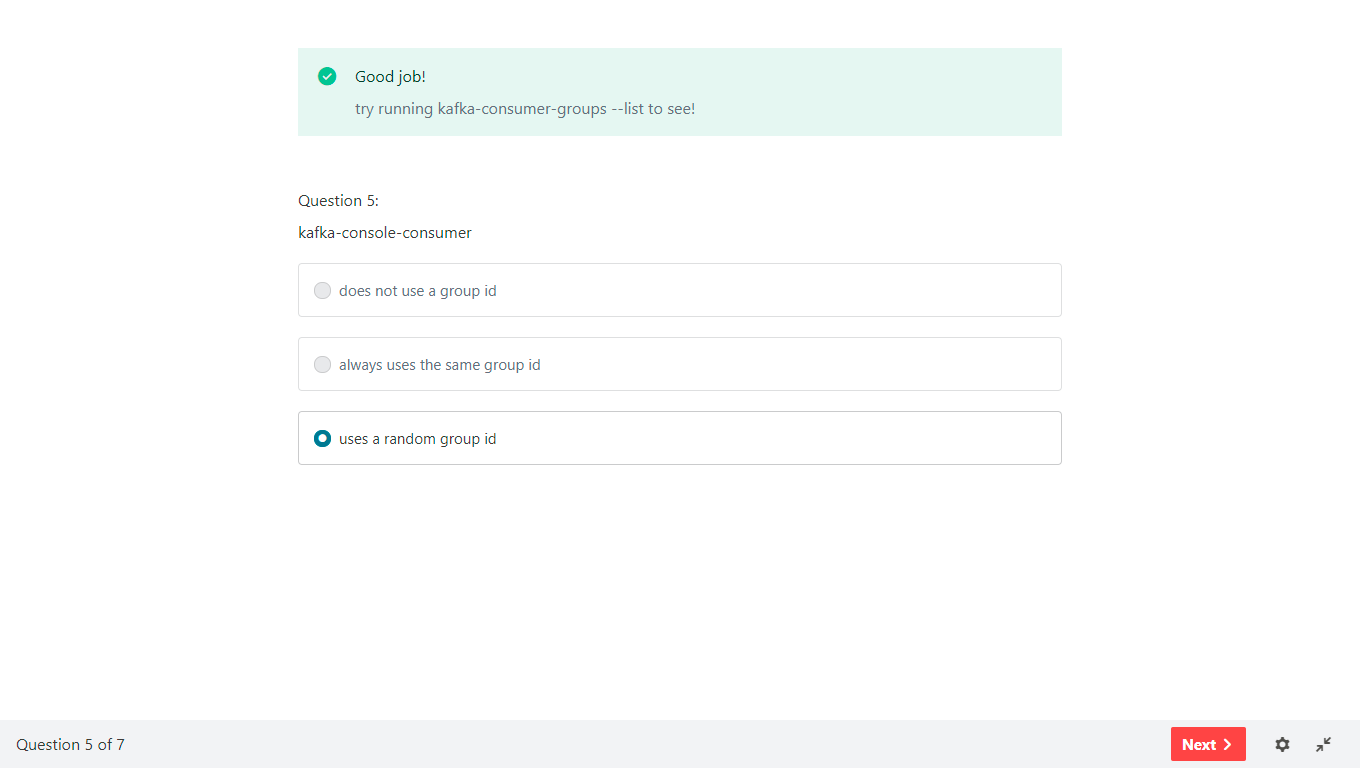 Good job!
try running kafka-consumer-groups --list to see!
Question 5:
kafka-console-consumer
does not use a group id
always uses the same group id
uses a random group id
Question 5 of 7
Next